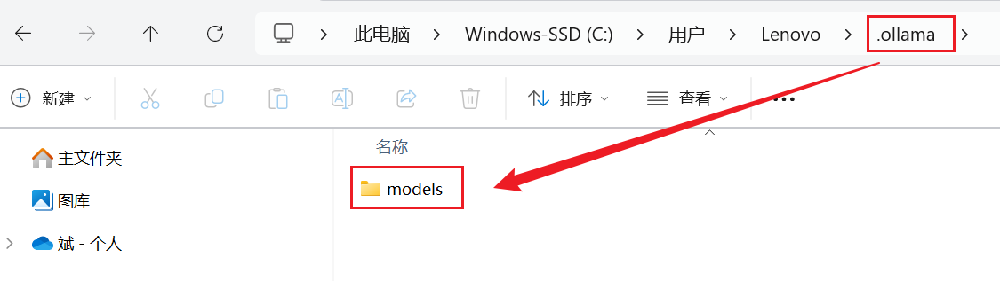 此电脑 > Windows-SSD (C:) > 用户 > Lenovo > .ollama >
新建 排序 查看 ...
名称
主文件夹
models
图库
斌 - 个人